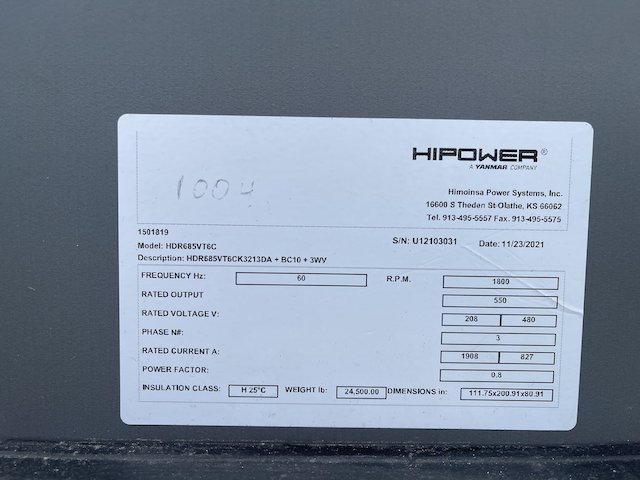 HIPOWER®
A YANMAR COMPANY
1004
Himoinsa Power Systems, Inc.
16600 S Theden St Olathe, KS 66062
Tel. 913-495-5557 Fax. 913-495-5575
1501819
Model: HDR685VT6C S/N: U12103031 Date: 11/23/2021
Description: HDR685VT6CK3213DA + BC10 + 3WV
FREQUENCY Hz: 60 R.P.M. 1800
RATED OUTPUT 550
RATED VOLTAGE V: 208 480
PHASE N#: 3
RATED CURRENT A: 1908 827
POWER FACTOR: 0.8
INSULATION CLASS: H 25°C WEIGHT lb: 24,500.00 DIMENSIONS in: 111.75x200.91x80.91